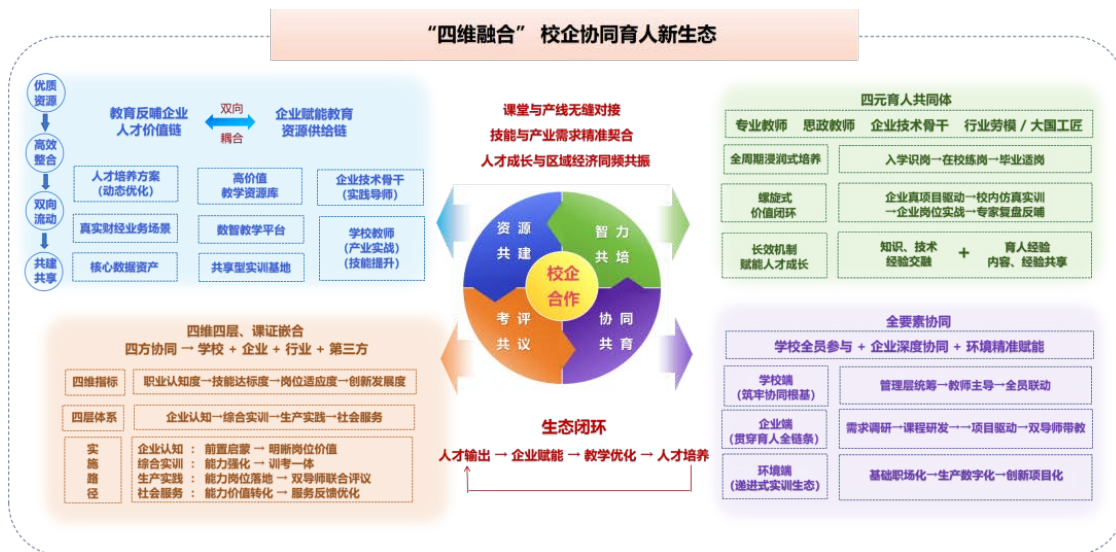 “四维融合” 校企协同育人新生态
优质
资源
高效
整合
双向
流动
共建
共享
教育反哺企业
人才价值链
双向
耦合
企业赋能教育
资源供给链
人才培养方案
(动态优化)
高价值
教学资源库
企业技术骨干
(实践导师)
真实财经业务场景
数智教学平台
学校教师
(产业实战)
(技能提升)
核心数据资产
共享型实训基地
课堂与产线无缝对接
技能与产业需求精准契合
人才成长与区域经济同频共振
资 源
共 建
智 力
共 培
校企
合作
考 评
共 议
协 同
共 育
四元育人共同体
专业教师 思政教师 企业技术骨干 行业劳模 / 大国工匠
全周期浸润式培养
入学识岗→在校练岗→毕业适岗
螺旋式
价值闭环
企业真项目驱动→校内仿真实训
→企业岗位实战→专家复盘反哺
长效机制
赋能人才成长
知识、技术
经验交融
+
育人经验
内容、经验共享
四维四层、课证嵌合
四方协同 → 学校 + 企业 + 行业 + 第三方
四维指标
职业认知度→技能达标度→岗位适应度→创新发展度
四层体系
企业认知→综合实训→生产实践→社会服务
实
施
路
径
企业认知 : 前置启蒙 → 明晰岗位价值
综合实训 : 能力强化 → 训考一体
生产实践 : 能力岗位落地 → 双导师联合评议
社会服务 : 能力价值转化 → 服务反馈优化
生态闭环
人才输出 → 企业赋能 → 教学优化 → 人才培养
全要素协同
学校全员参与 + 企业深度协同 + 环境精准赋能
学校端
(筑牢协同根基)
管理层统筹→教师主导→全员联动
企业端
(贯穿育人全链条)
需求调研→课程研发→→项目驱动→双导师带教
环境端
(递进式实训生态)
基础职场化→生产数字化→创新项目化